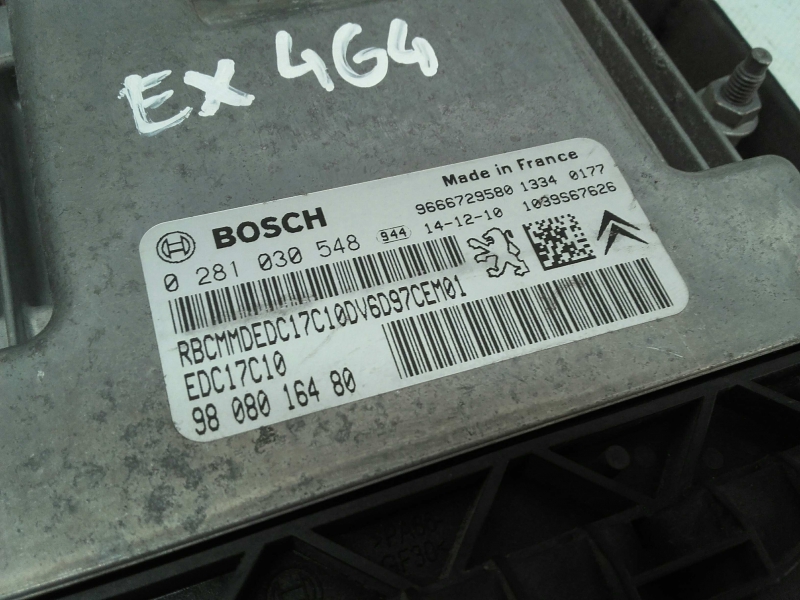 EX 4G4
Made in France
BOSCH
9666729580 1334 0177
0 281 030 548 944 14-12-10 1039S67626
RBCMMDEDC17C10DV6D97CEM01
EDC17C10
98 080 164 80